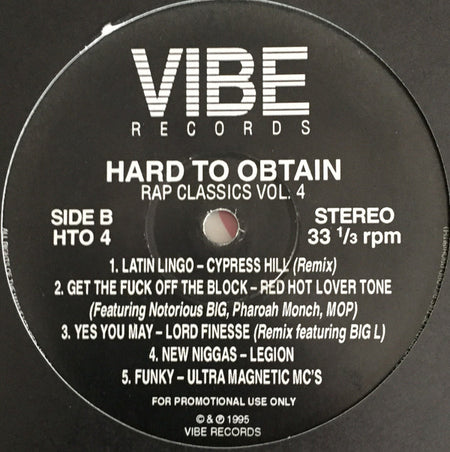 VIBE
RECORDS
HARD TO OBTAIN
RAP CLASSICS VOL. 4
SIDE B
HTO 4
STEREO
33 1/3 rpm
1. LATIN LINGO – CYPRESS HILL (Remix)
2. GET THE FUCK OFF THE BLOCK – RED HOT LOVER TONE
(Featuring Notorious BIG, Pharoah Monch, MOP)
3. YES YOU MAY – LORD FINESSE (Remix featuring BIG L)
4. NEW NIGGAS – LEGION
5. FUNKY – ULTRA MAGNETIC MC'S
FOR PROMOTIONAL USE ONLY
© & ℗ 1995
VIBE RECORDS